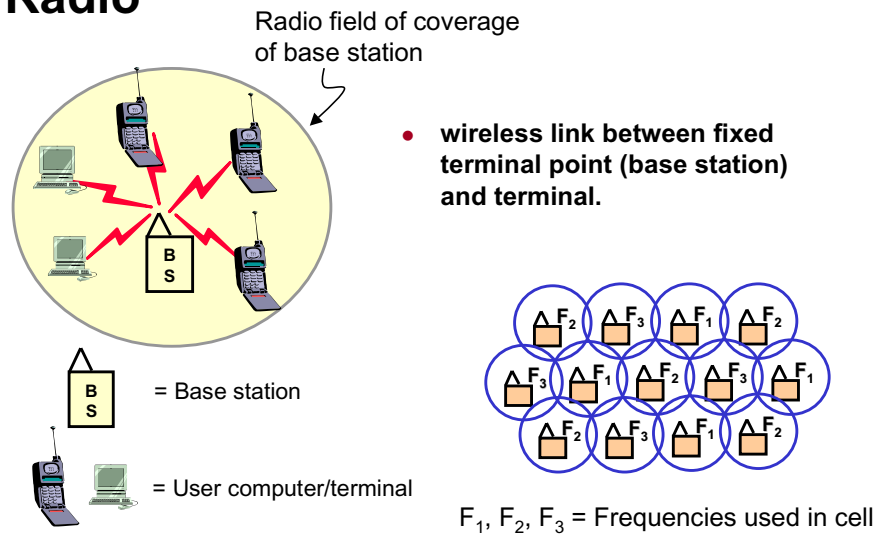 Radio
Radio field of coverage
of base station
• wireless link between fixed
terminal point (base station)
and terminal.
B
S
B
S
= Base station
= User computer/terminal
F₂ F₃ F₁ F₂
F₃ F₁ F₂ F₃ F₁
F₂ F₃ F₁ F₂
F₁, F₂, F₃ = Frequencies used in cell